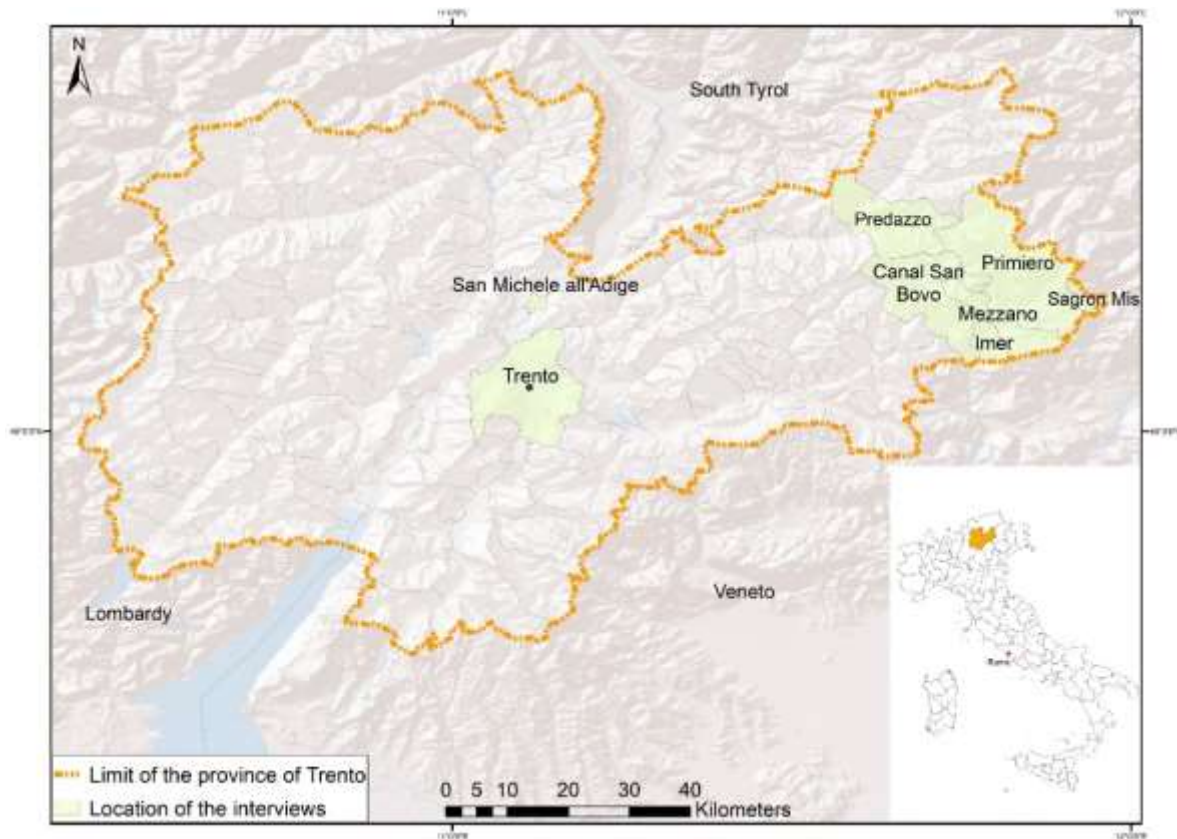 N
South Tyrol
Predazzo
Primiero
Canal San
Bovo
San Michele all'Adige
Sagron Mis
Mezzano
Imer
Trento
Veneto
Lombardy
Rome
Limit of the province of Trento
Location of the interviews
0 5 10 20 30 40
Kilometers